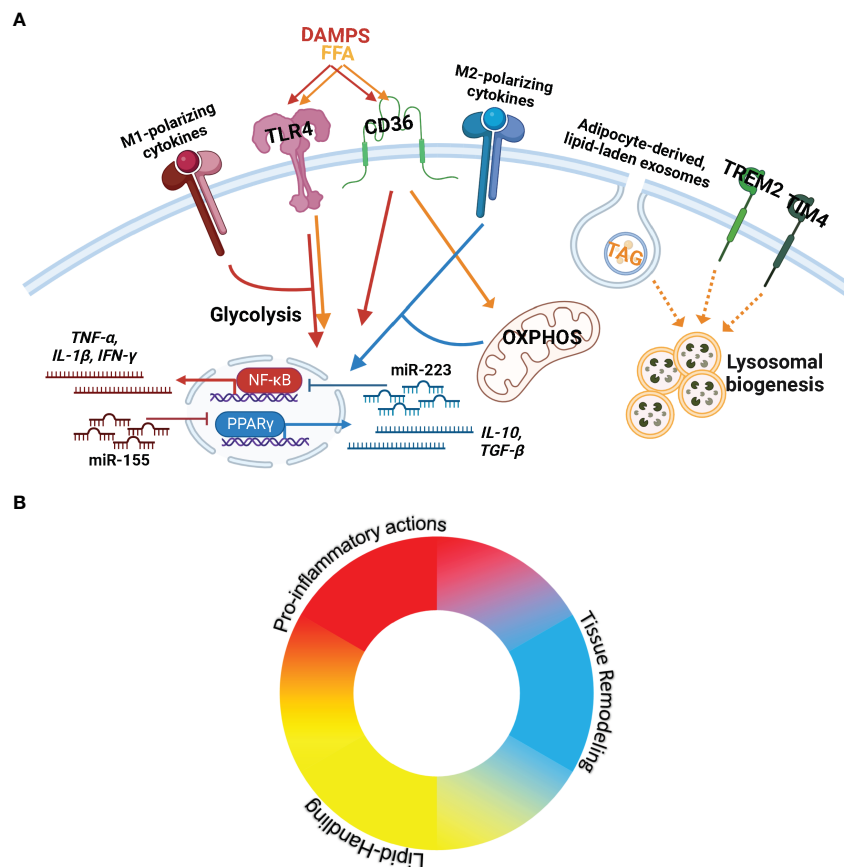 A
DAMPS
FFA
M1-polarizing
cytokines
TLR4
CD36
M2-polarizing
cytokines
Adipocyte-derived,
lipid-laden exosomes
TREM2
TIM4
TAG
Glycolysis
OXPHOS
TNF-α,
IL-1β, IFN-γ
NF-κB
miR-223
Lysosomal
biogenesis
PPARγ
miR-155
IL-10,
TGF-β
B
Pro-inflammatory actions
Tissue Remodeling
Lipid-Handling